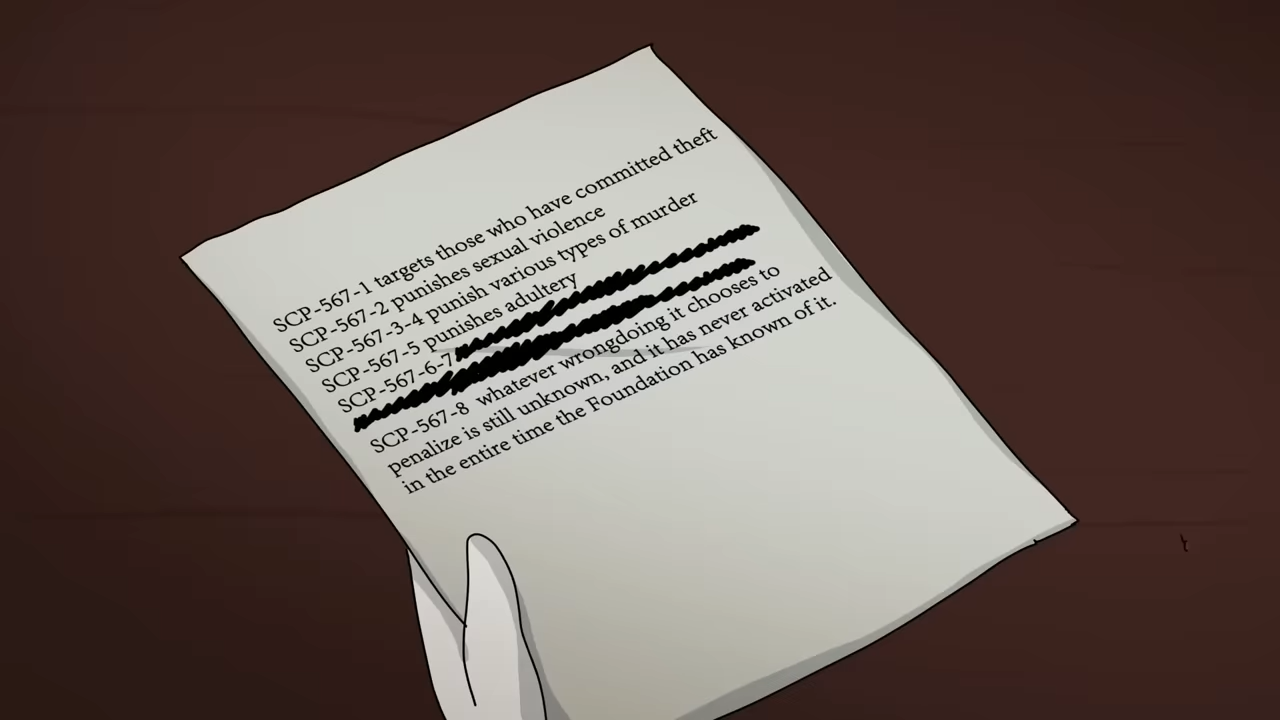 SCP-567-1 targets those who have committed theft
SCP-567-2 punishes sexual violence
SCP-567-3-4 punish various types of murder
SCP-567-5 punishes adultery
SCP-567-6-7
SCP-567-8 whatever wrongdoing it chooses to
penalize is still unknown, and it has never activated
in the entire time the Foundation has known of it.
t